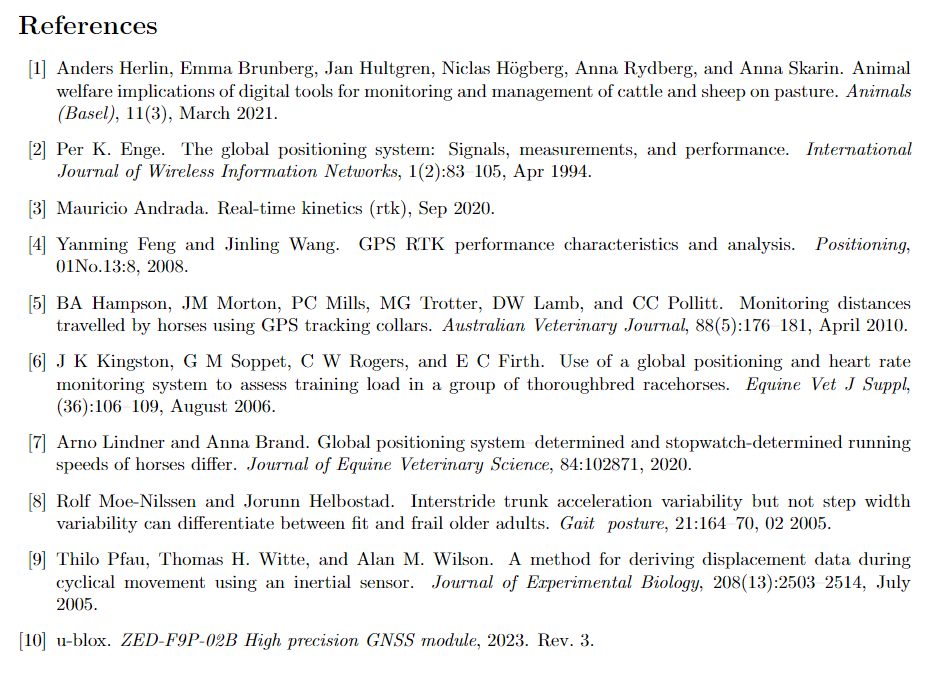 References
[1] Anders Herlin, Emma Brunberg, Jan Hultgren, Niclas Högberg, Anna Rydberg, and Anna Skarin. Animal
welfare implications of digital tools for monitoring and management of cattle and sheep on pasture. Animals
(Basel), 11(3), March 2021.
[2] Per K. Enge. The global positioning system: Signals, measurements, and performance. International
Journal of Wireless Information Networks, 1(2):83–105, Apr 1994.
[3] Mauricio Andrada. Real-time kinetics (rtk), Sep 2020.
[4] Yanming Feng and Jinling Wang. GPS RTK performance characteristics and analysis. Positioning,
01No.13:8, 2008.
[5] BA Hampson, JM Morton, PC Mills, MG Trotter, DW Lamb, and CC Pollitt. Monitoring distances
travelled by horses using GPS tracking collars. Australian Veterinary Journal, 88(5):176–181, April 2010.
[6] J K Kingston, G M Soppet, C W Rogers, and E C Firth. Use of a global positioning and heart rate
monitoring system to assess training load in a group of thoroughbred racehorses. Equine Vet J Suppl,
(36):106–109, August 2006.
[7] Arno Lindner and Anna Brand. Global positioning system–determined and stopwatch-determined running
speeds of horses differ. Journal of Equine Veterinary Science, 84:102871, 2020.
[8] Rolf Moe-Nilssen and Jorunn Helbostad. Interstride trunk acceleration variability but not step width
variability can differentiate between fit and frail older adults. Gait posture, 21:164–70, 02 2005.
[9] Thilo Pfau, Thomas H. Witte, and Alan M. Wilson. A method for deriving displacement data during
cyclical movement using an inertial sensor. Journal of Experimental Biology, 208(13):2503–2514, July
2005.
[10] u-blox. ZED-F9P-02B High precision GNSS module, 2023. Rev. 3.